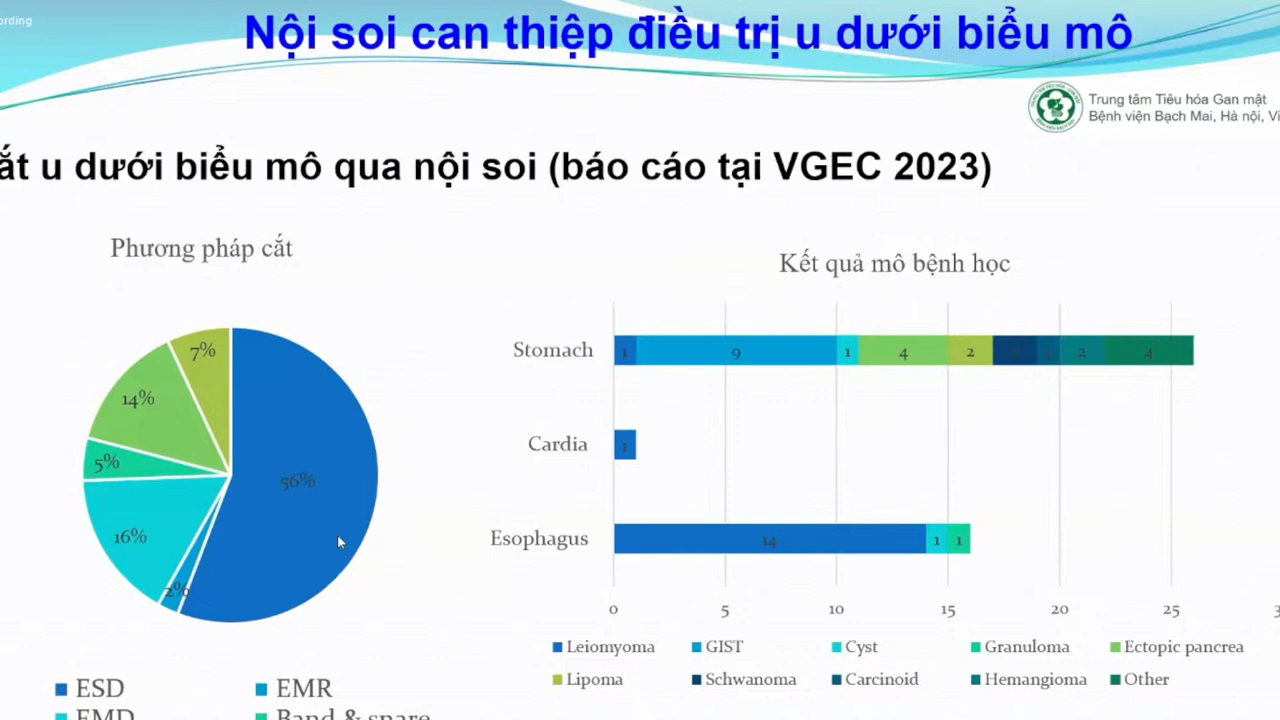 ording
Nội soi can thiệp điều trị u dưới biểu mô
Trung tâm Tiêu hóa Gan mật
Bệnh viện Bạch Mai, Hà nội, Vi
ắt u dưới biểu mô qua nội soi (báo cáo tại VGEC 2023)
Phương pháp cắt
7%
14%
5%
56%
16%
2%
ESD
EMR
EMD
Band & snare
Kết quả mô bệnh học
Stomach
1 9 1 4 2 2 4
Cardia
1
Esophagus
14 1 1
0 5 10 15 20 25 3
Leiomyoma GIST Cyst Granuloma Ectopic pancrea
Lipoma Schwanoma Carcinoid Hemangioma Other